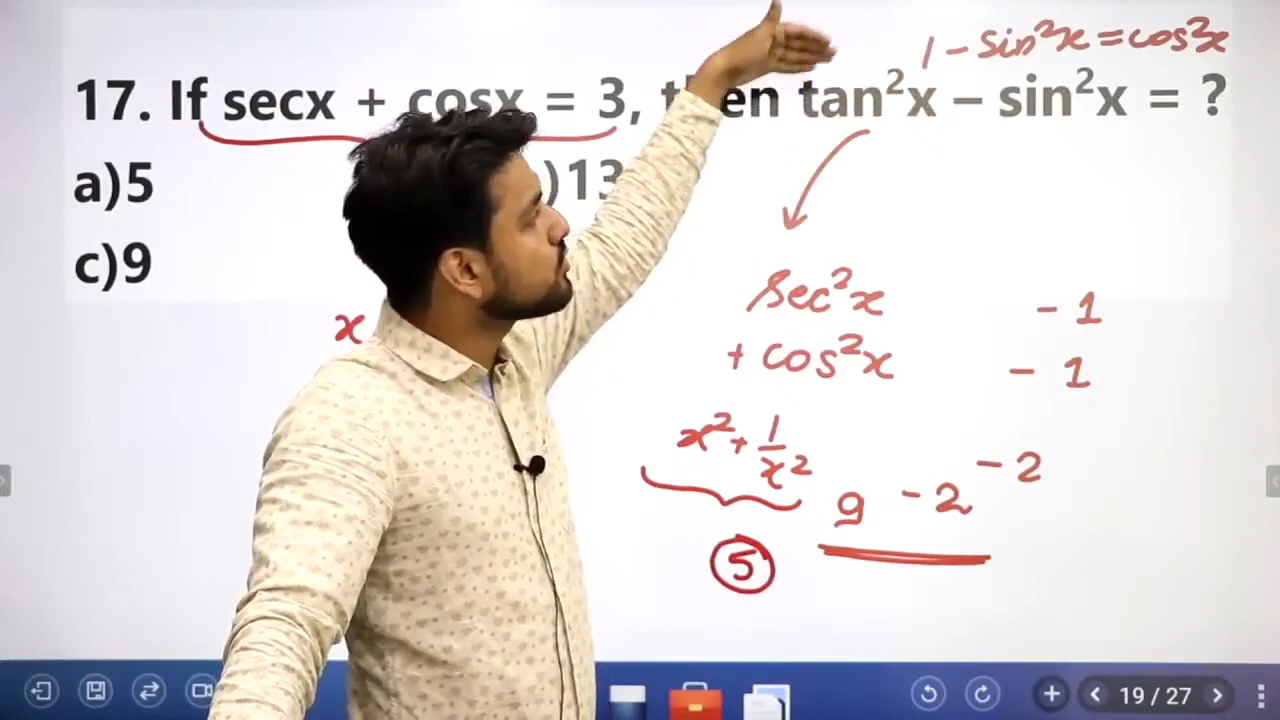 1 - sin²x = cos²x
17. If secx + cosx = 3, then tan²x – sin²x = ?
a)5 )13
c)9
sec²x - 1
x
+ cos²x - 1
x² + 1/x² - 2
9 - 2
5
19 / 27